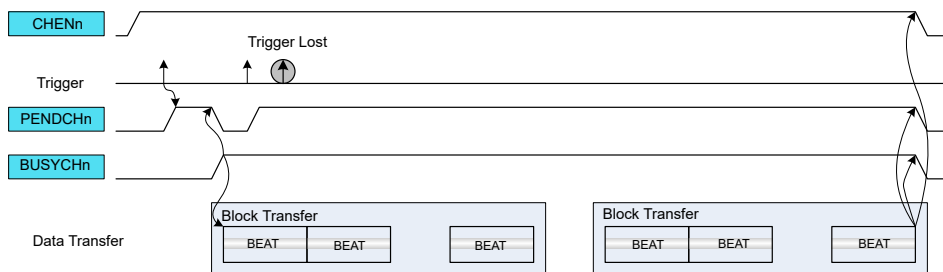 CHENn
Trigger Lost
Trigger
PENDCHn
BUSYCHn
Block Transfer
Block Transfer
Data Transfer
BEAT
BEAT
BEAT
BEAT
BEAT
BEAT